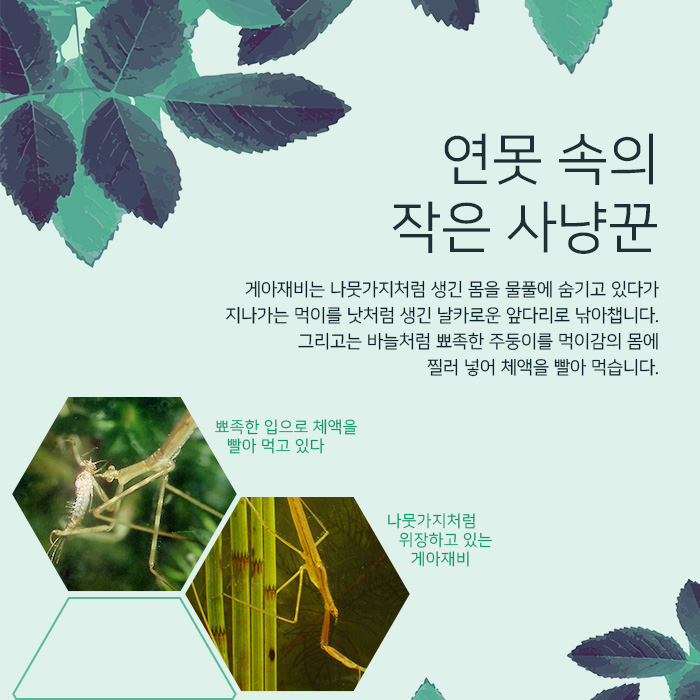 연못 속의
작은 사냥꾼
게아재비는 나뭇가지처럼 생긴 몸을 물풀에 숨기고 있다가
지나가는 먹이를 낫처럼 생긴 날카로운 앞다리로 낚아챕니다.
그리고는 바늘처럼 뾰족한 주둥이를 먹이감의 몸에
찔러 넣어 체액을 빨아 먹습니다.
뾰족한 입으로 체액을
빨아 먹고 있다
나뭇가지처럼
위장하고 있는
게아재비